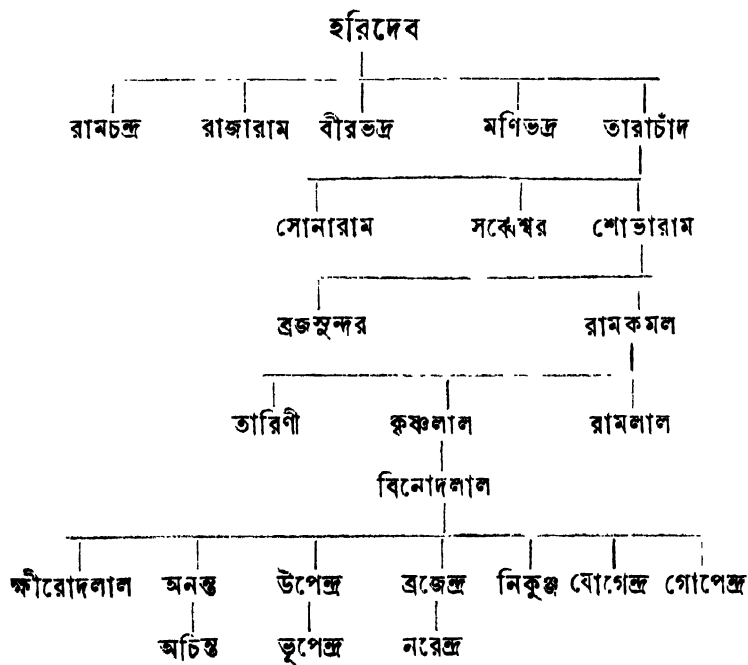 হরিদেব
রামচন্দ্র রাজারাম বীরভদ্র মণিভদ্র তারাচাঁদ
সোনারাম সর্ব্বেশ্বর শোভারাম
ব্রজসুন্দর রামকমল
তারিণী কৃষ্ণলাল রামলাল
বিনোদলাল
ক্ষীরোদলাল অনন্ত উপেন্দ্র ব্রজেন্দ্র নিকুঞ্জ যোগেন্দ্র গোপেন্দ্র
অচিন্ত ভূপেন্দ্র নরেন্দ্র